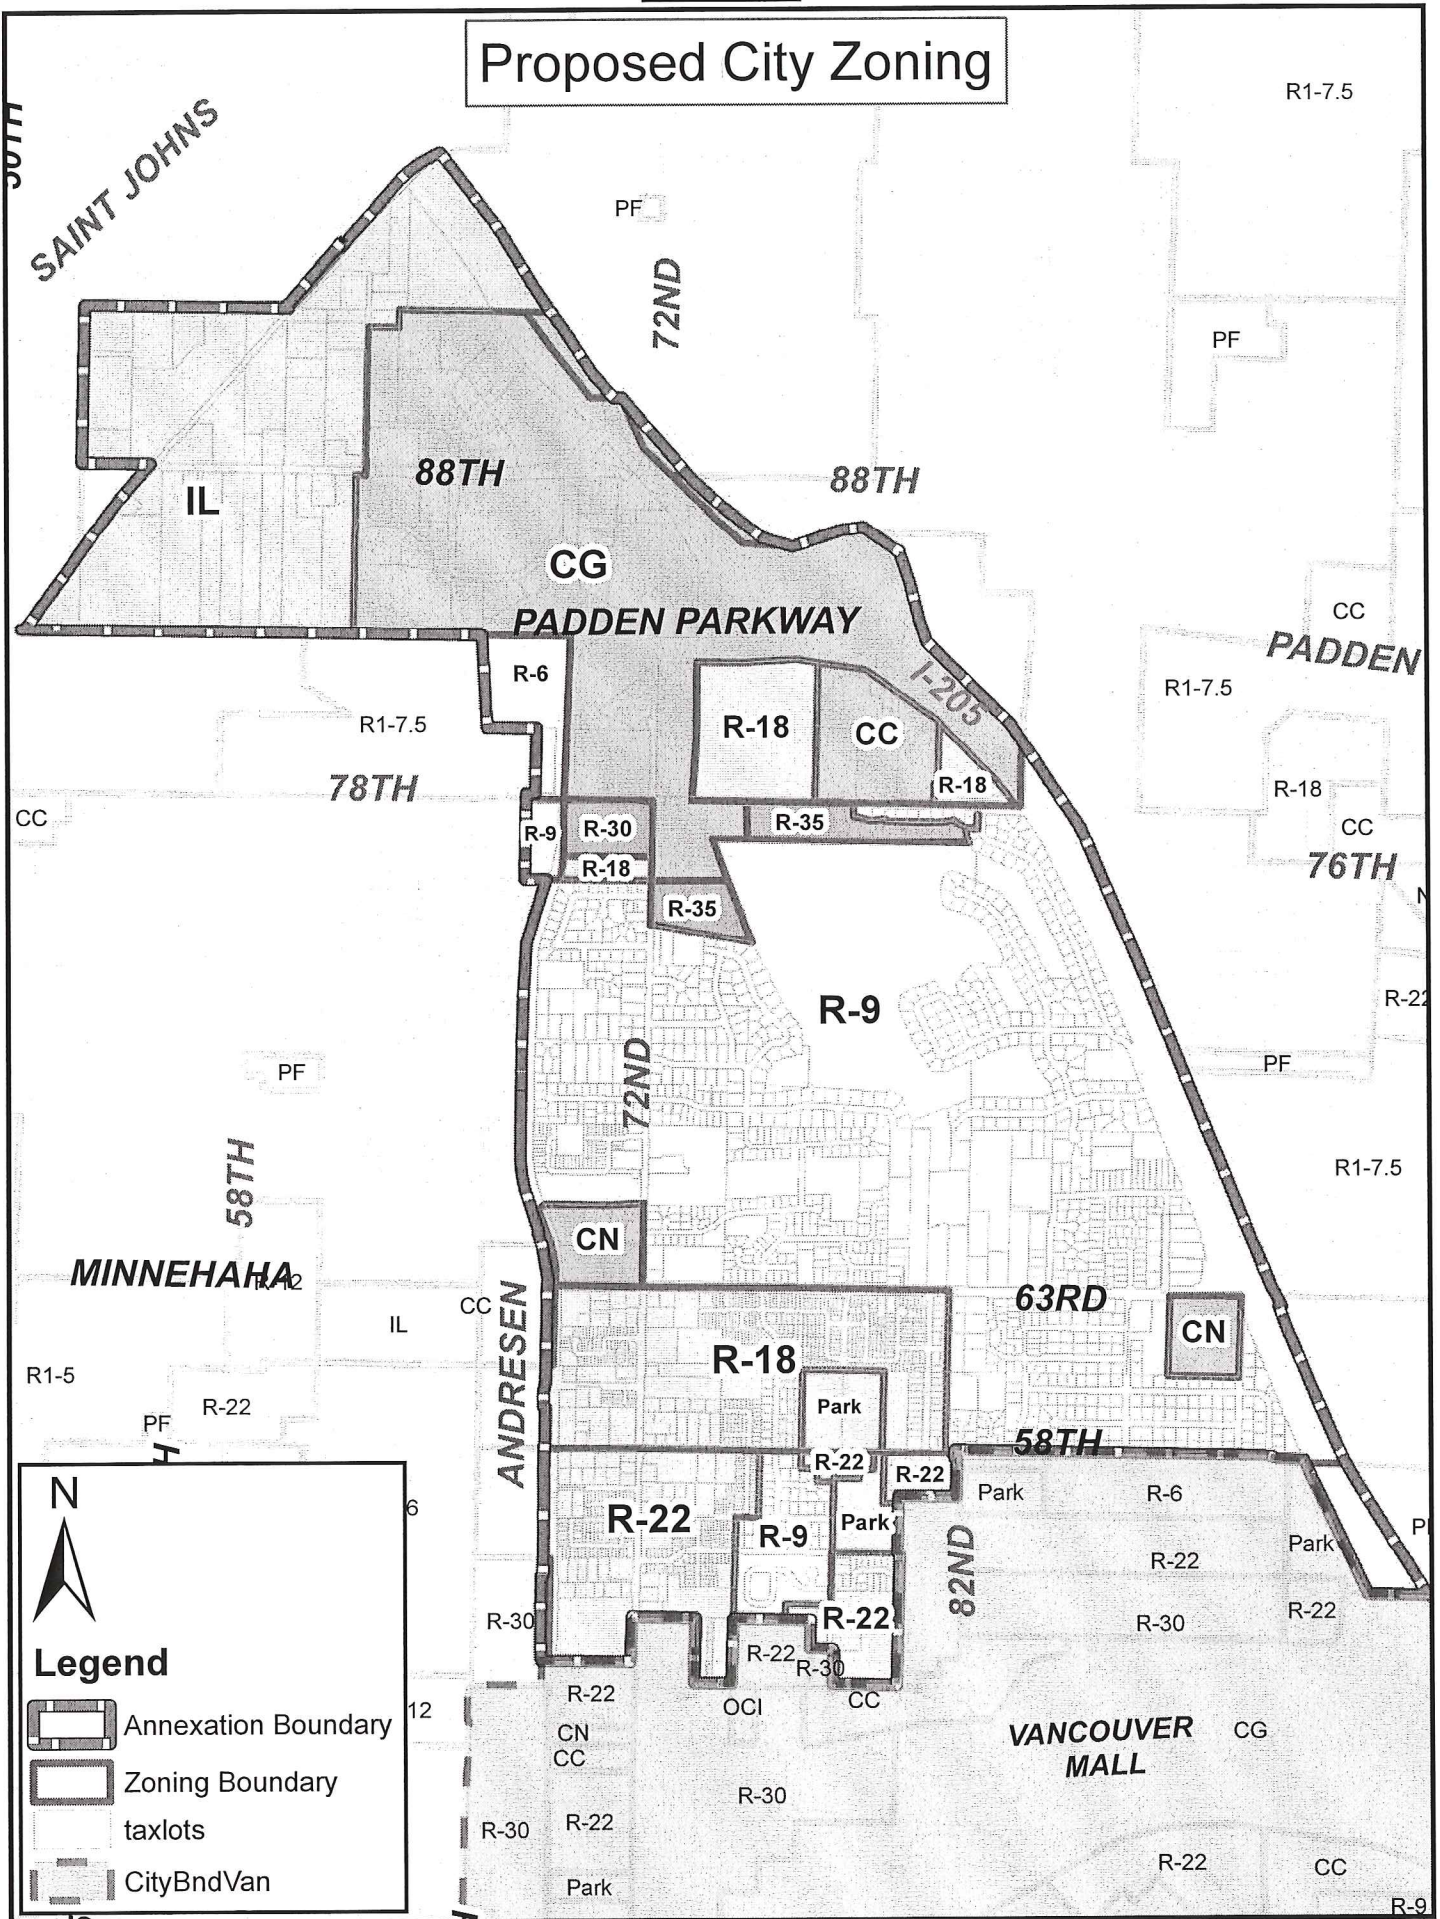 Proposed City Zoning
R1-7.5
50TH
SAINT JOHNS
PF
72ND
PF
88TH
88TH
IL
CG
PADDEN PARKWAY
CC
PADDEN
R-6
I-205
R1-7.5
R1-7.5
R-18
CC
78TH
R-18
R-18
CC
R-9
R-30
R-35
CC
76TH
R-18
R-35
R-9
R-22
72ND
PF
PF
58TH
R1-7.5
CN
MINNEHAHA
R-12
CC
63RD
IL
ANDRESEN
CN
R-18
R1-5
R-22
Park
PF
58TH
R-22
R-22
Park
R-6
R-22
R-9
Park
Park
82ND
R-22
R-30
R-22
R-30
R-22
R-22
R-30
R-22
OCI
CC
CN
CC
VANCOUVER
MALL
CG
R-30
R-30
R-22
R-22
CC
Park
R-9
N
Legend
Annexation Boundary
Zoning Boundary
taxlots
CityBndVan
6
12